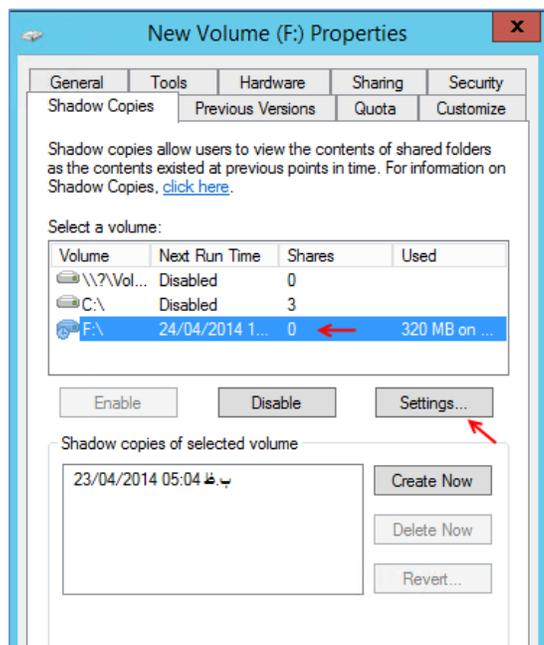 New Volume (F:) Properties
x
General Tools Hardware Sharing Security
Shadow Copies Previous Versions Quota Customize
Shadow copies allow users to view the contents of shared folders
as the contents existed at previous points in time. For information on
Shadow Copies, click here.
Select a volume:
Volume Next Run Time Shares Used
\\?\Vol... Disabled 0
C:\ Disabled 3
F:\ 24/04/2014 1... 0 320 MB on ...
Enable Disable Settings...
Shadow copies of selected volume
23/04/2014 05:04 ب.ظ
Create Now
Delete Now
Revert...